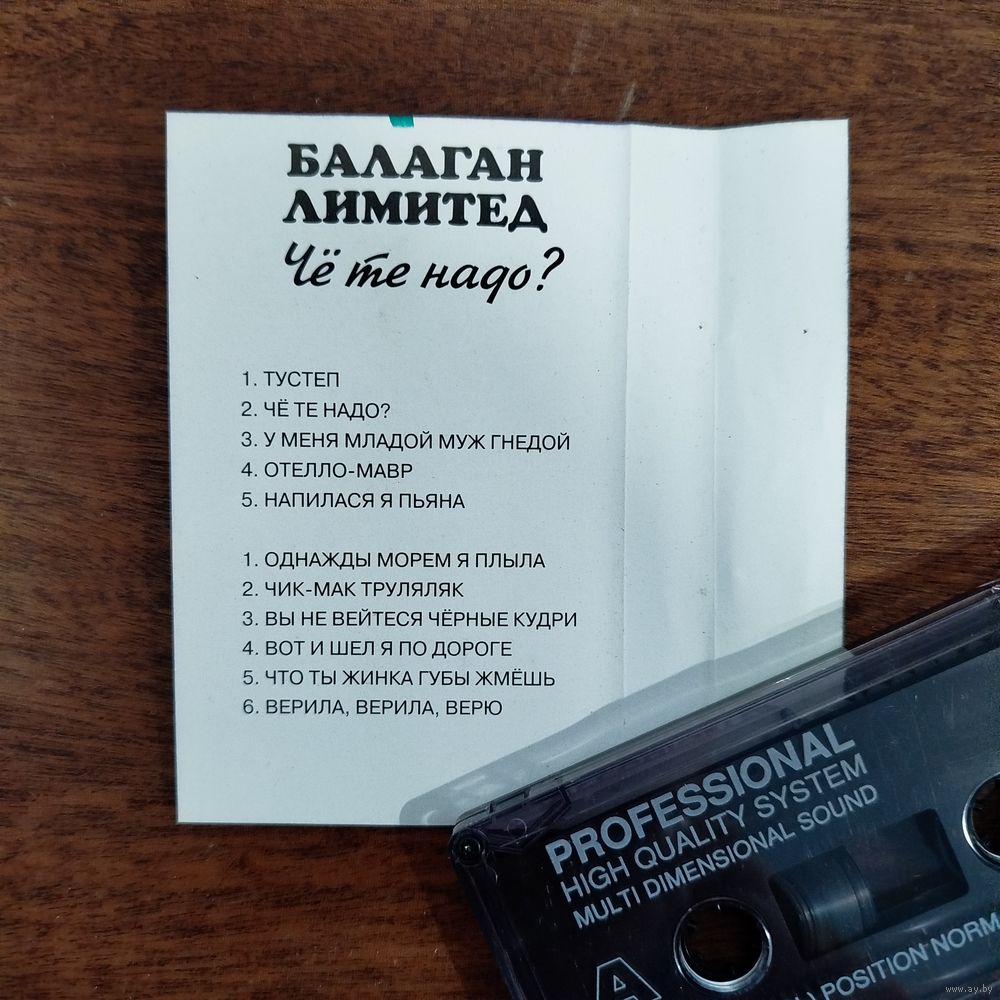 БАЛАГАН
ЛИМИТЕД
Чё те надо?
1. ТУСТЕП
2. ЧЁ ТЕ НАДО?
3. У МЕНЯ МЛАДОЙ МУЖ ГНЕДОЙ
4. ОТЕЛЛО-МАВР
5. НАПИЛАСЯ Я ПЬЯНА
1. ОДНАЖДЫ МОРЕМ Я ПЛЫЛА
2. ЧИК-МАК ТРУЛЯЛЯК
3. ВЫ НЕ ВЕЙТЕСЯ ЧЁРНЫЕ КУДРИ
4. ВОТ И ШЕЛ Я ПО ДОРОГЕ
5. ЧТО ТЫ ЖИНКА ГУБЫ ЖМЁШЬ
6. ВЕРИЛА, ВЕРИЛА, ВЕРЮ
PROFESSIONAL
HIGH QUALITY SYSTEM
MULTI DIMENSIONAL SOUND
A
POSITION NORM
www.ay.by